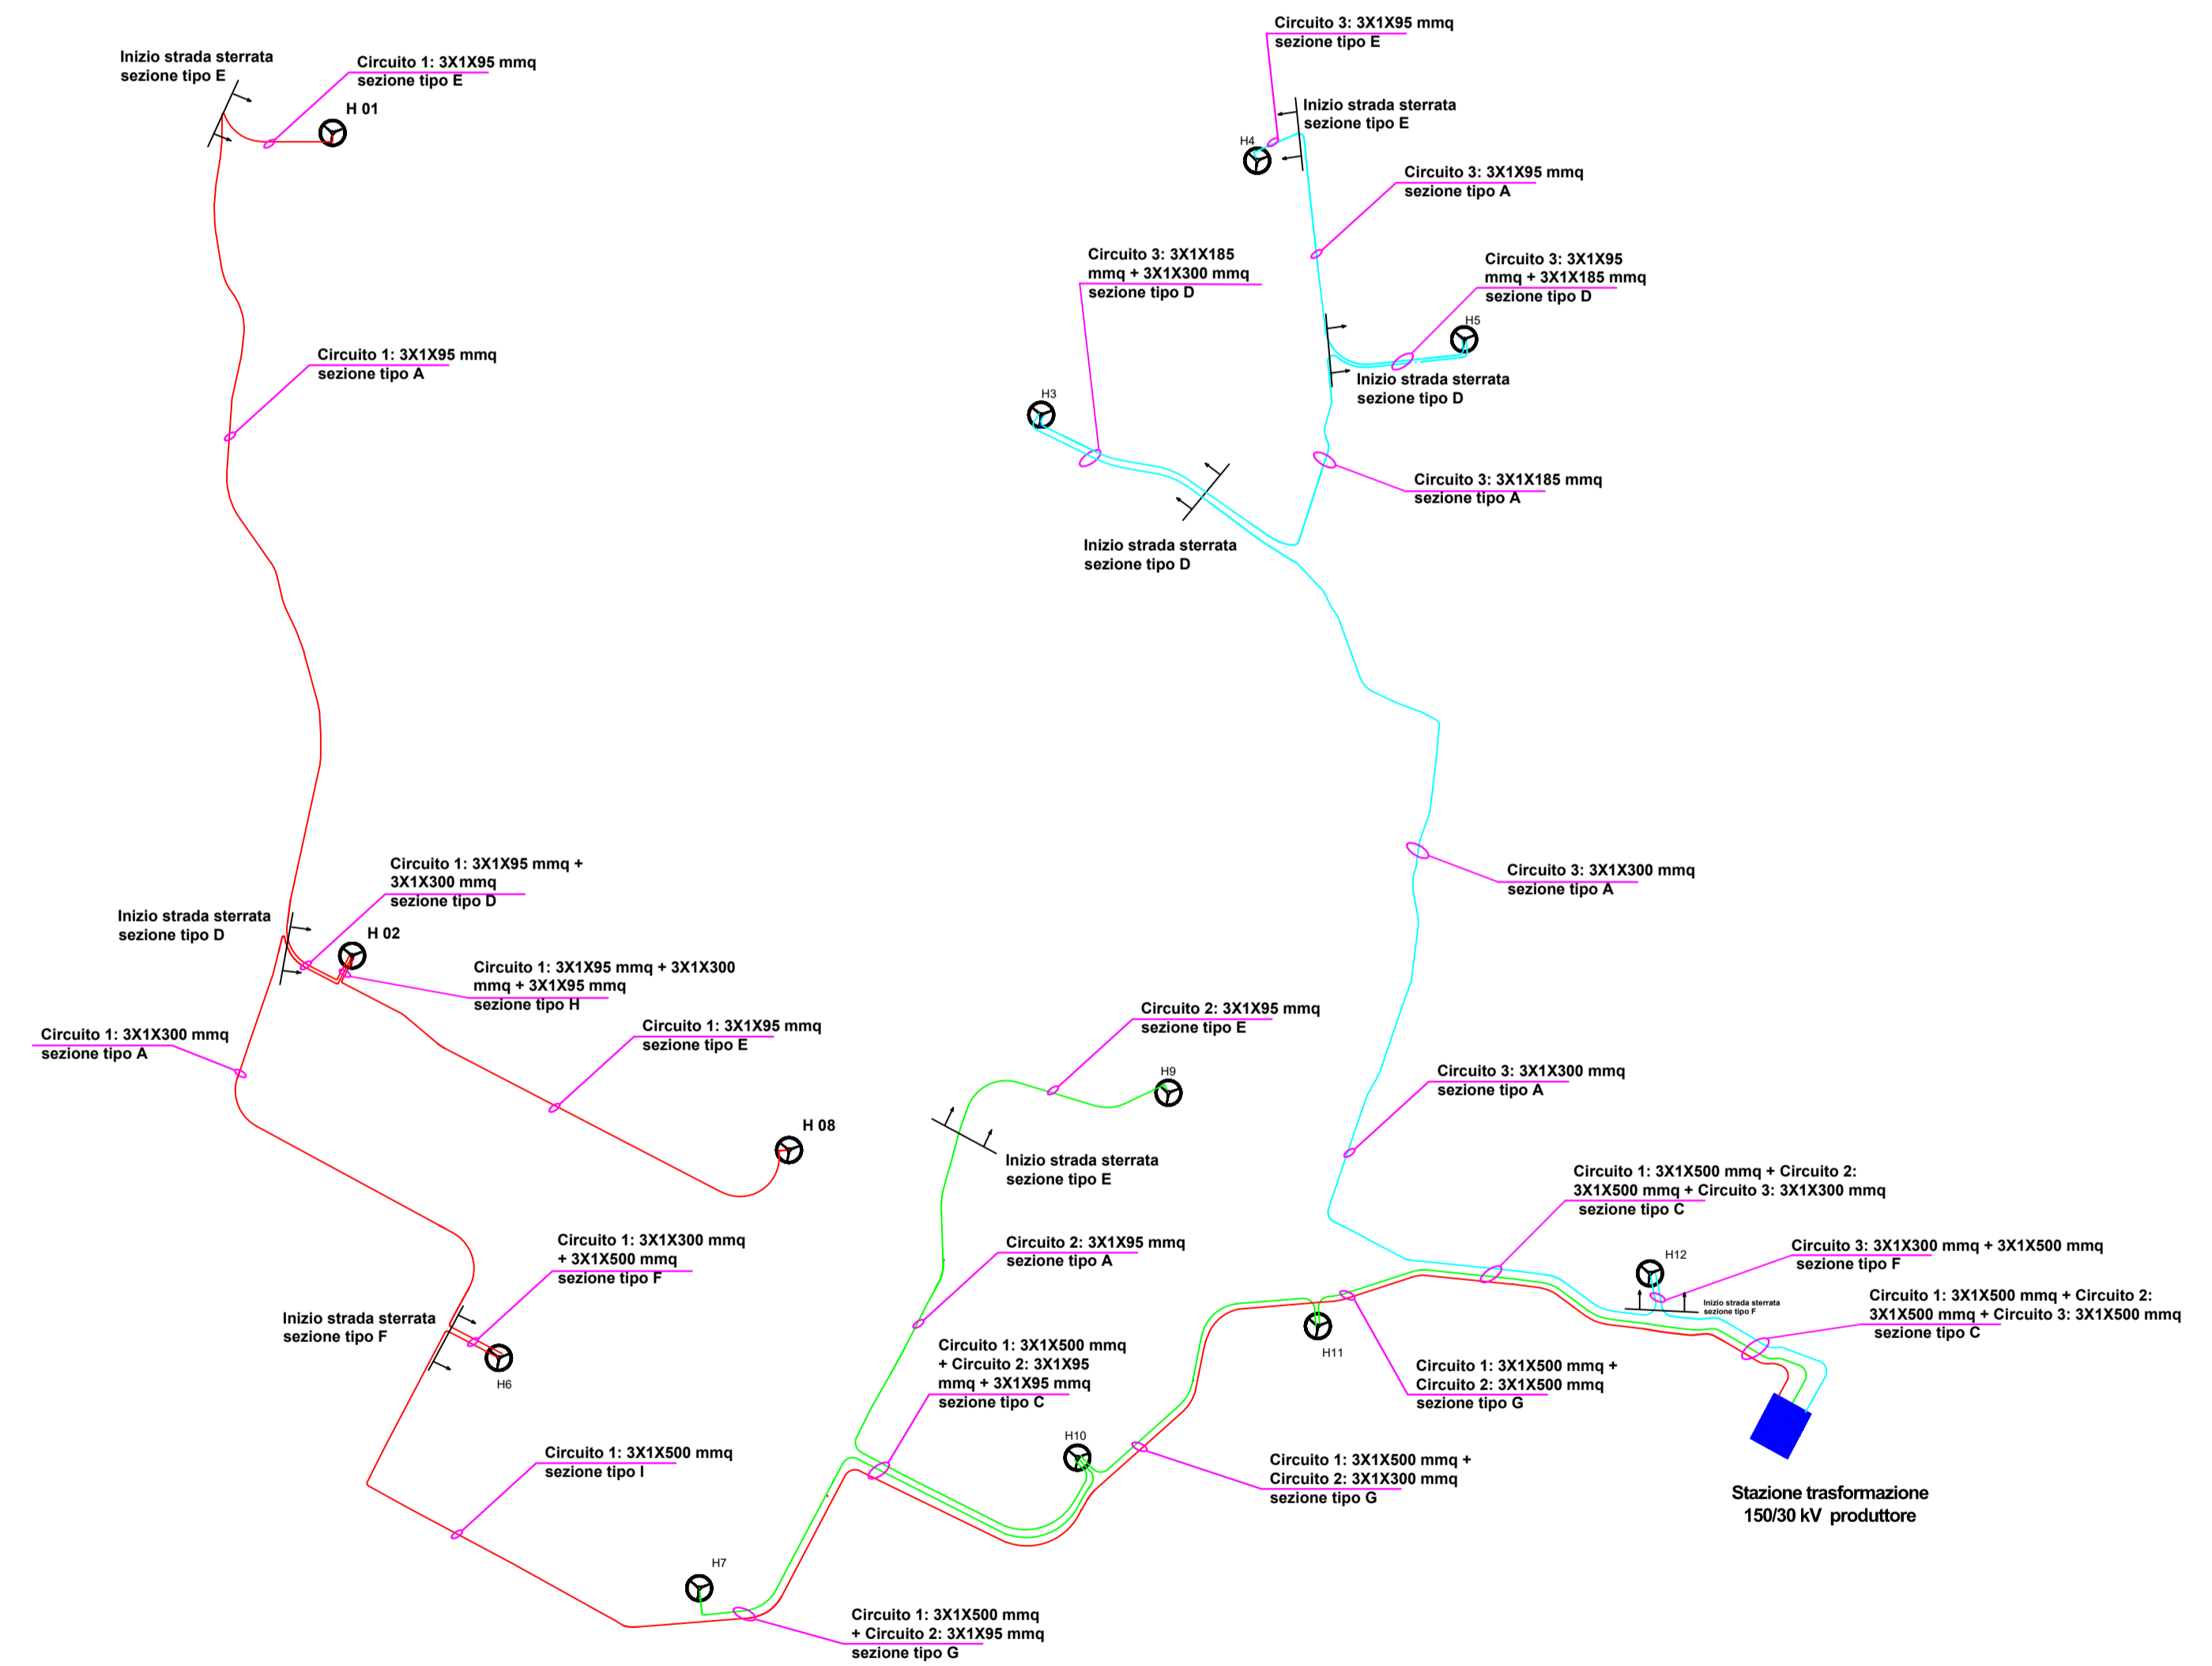 Circuito 3: 3X1X95 mmq
sezione tipo E
Inizio strada sterrata
sezione tipo E
Circuito 1: 3X1X95 mmq
sezione tipo E
H 01
Inizio strada sterrata
sezione tipo E
H4
Circuito 3: 3X1X95 mmq
sezione tipo A
Circuito 3: 3X1X185
mmq + 3X1X300 mmq
sezione tipo D
Circuito 3: 3X1X95
mmq + 3X1X185 mmq
sezione tipo D
H5
Circuito 1: 3X1X95 mmq
sezione tipo A
Inizio strada sterrata
sezione tipo D
H3
Circuito 3: 3X1X185 mmq
sezione tipo A
Inizio strada sterrata
sezione tipo D
Circuito 1: 3X1X95 mmq +
3X1X300 mmq
sezione tipo D
Circuito 3: 3X1X300 mmq
sezione tipo A
Inizio strada sterrata
sezione tipo D
H 02
Circuito 1: 3X1X95 mmq + 3X1X300
mmq + 3X1X95 mmq
sezione tipo H
Circuito 1: 3X1X300 mmq
sezione tipo A
Circuito 1: 3X1X95 mmq
sezione tipo E
Circuito 2: 3X1X95 mmq
sezione tipo E
H9
Circuito 3: 3X1X300 mmq
sezione tipo A
H 08
Inizio strada sterrata
sezione tipo E
Circuito 1: 3X1X500 mmq + Circuito 2:
3X1X500 mmq + Circuito 3: 3X1X300 mmq
sezione tipo C
Circuito 1: 3X1X300 mmq
+ 3X1X500 mmq
sezione tipo F
Circuito 2: 3X1X95 mmq
sezione tipo A
H12
Circuito 3: 3X1X300 mmq + 3X1X500 mmq
sezione tipo F
Inizio strada sterrata
sezione tipo F
Circuito 1: 3X1X500 mmq + Circuito 2:
3X1X500 mmq + Circuito 3: 3X1X500 mmq
sezione tipo C
Inizio strada sterrata
sezione tipo F
H6
Circuito 1: 3X1X500 mmq
+ Circuito 2: 3X1X95
mmq + 3X1X95 mmq
sezione tipo C
H11
Circuito 1: 3X1X500 mmq +
Circuito 2: 3X1X500 mmq
sezione tipo G
H10
Circuito 1: 3X1X500 mmq
sezione tipo I
Circuito 1: 3X1X500 mmq +
Circuito 2: 3X1X300 mmq
sezione tipo G
Stazione trasformazione
150/30 kV produttore
H7
Circuito 1: 3X1X500 mmq
+ Circuito 2: 3X1X95 mmq
sezione tipo G